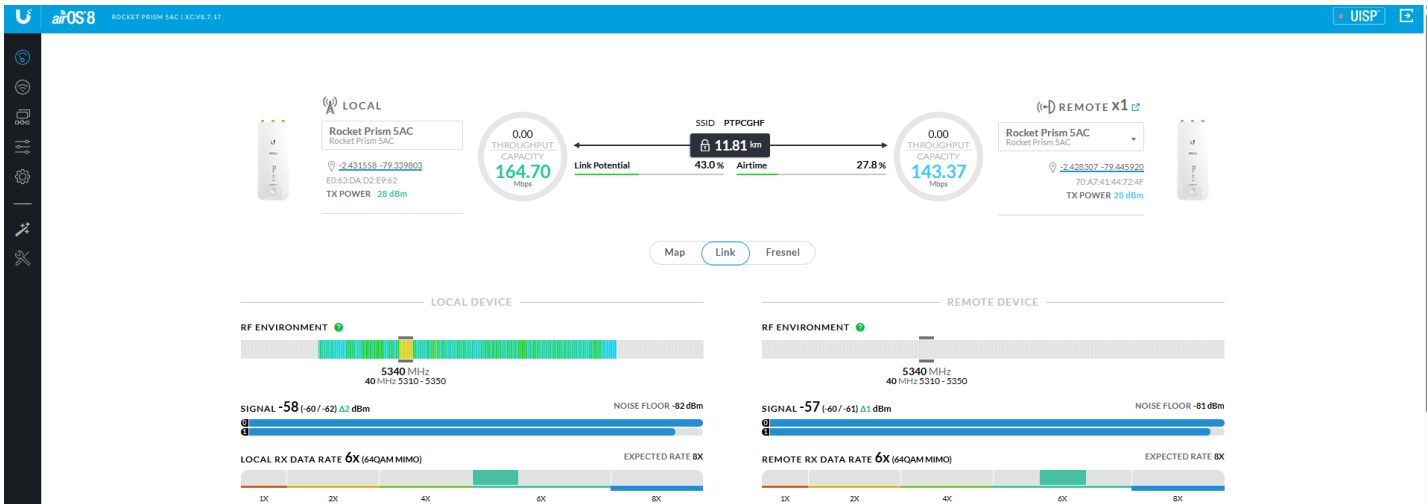 airOS 8 ROCKET PRISM 5AC | XC.V8.7.17 UISP
LOCAL
Rocket Prism 5AC
Rocket Prism 5AC
-2.431558 -79.339803
E0:63:DA:D2:E9:62
TX POWER 28 dBm
0.00
THROUGHPUT
CAPACITY
164.70
Mbps
SSID PTPCGHF
11.81 km
Link Potential 43.0 % Airtime 27.8 %
0.00
THROUGHPUT
CAPACITY
143.37
Mbps
REMOTE X1
Rocket Prism 5AC
Rocket Prism 5AC
-2.428307 -79.445920
70:A7:41:44:72:4F
TX POWER 28 dBm
Map Link Fresnel
LOCAL DEVICE
RF ENVIRONMENT ?
5340 MHz
40 MHz 5310 - 5350
SIGNAL -58 (-60 / -62) Δ2 dBm NOISE FLOOR -82 dBm
0
1
LOCAL RX DATA RATE 6X (64QAM MIMO) EXPECTED RATE 8X
1X 2X 4X 6X 8X
REMOTE DEVICE
RF ENVIRONMENT ?
5340 MHz
40 MHz 5310 - 5350
SIGNAL -57 (-60 / -61) Δ1 dBm NOISE FLOOR -81 dBm
0
1
REMOTE RX DATA RATE 6X (64QAM MIMO) EXPECTED RATE 8X
1X 2X 4X 6X 8X